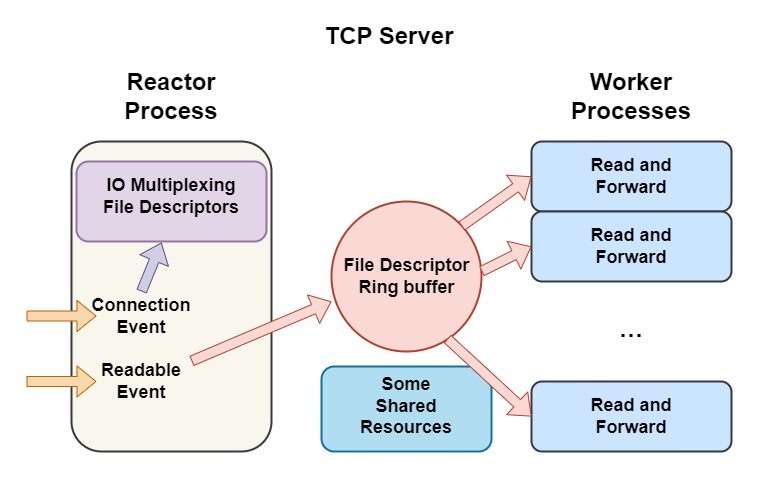 TCP Server
Reactor
Process
Worker
Processes
IO Multiplexing
File Descriptors
Connection
Event
Readable
Event
File Descriptor
Ring buffer
Some
Shared
Resources
Read and
Forward
Read and
Forward
...
Read and
Forward